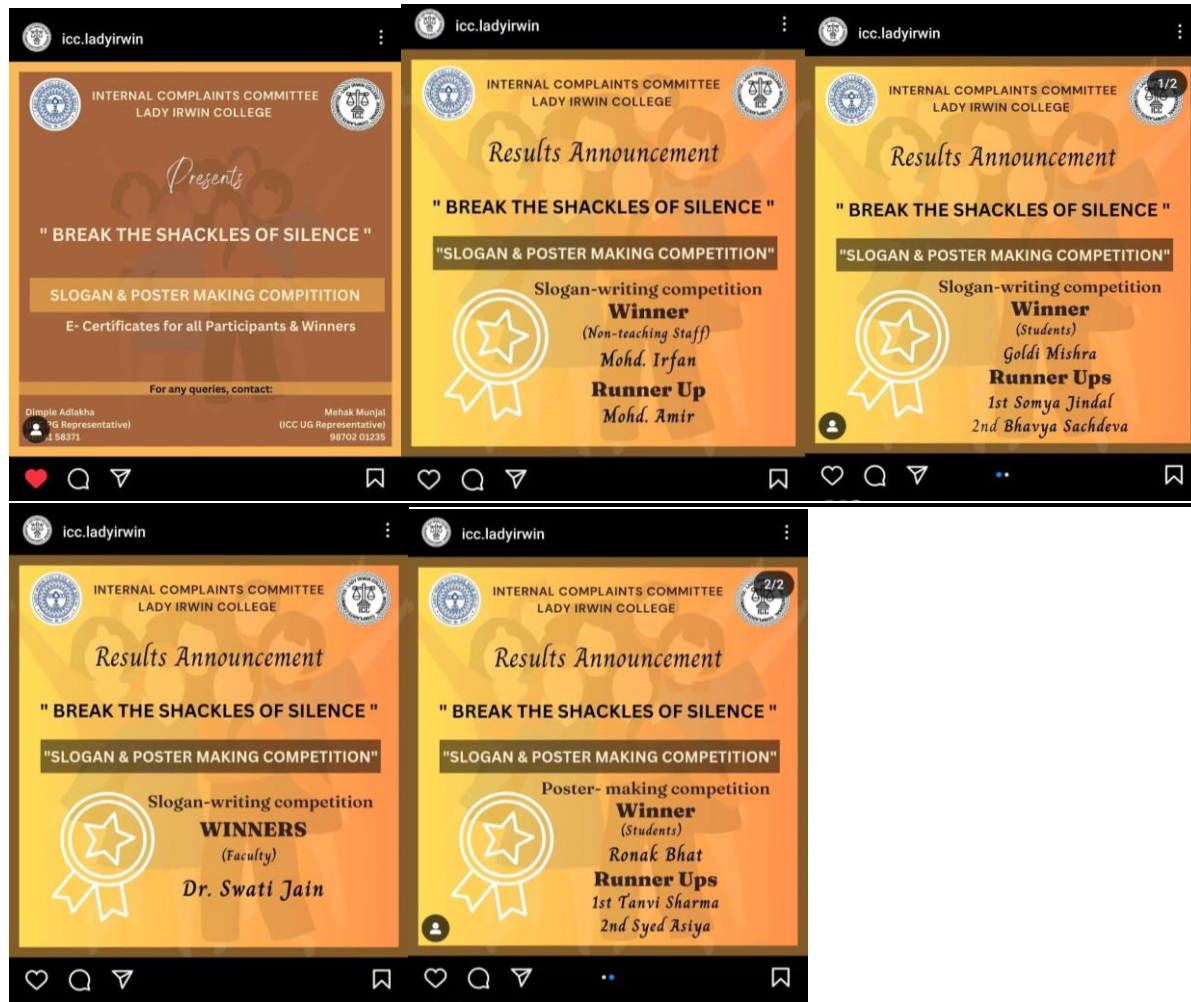 icc.ladyirwin
INTERNAL COMPLAINTS COMMITTEE
LADY IRWIN COLLEGE
Presents
" BREAK THE SHACKLES OF SILENCE "
SLOGAN & POSTER MAKING COMPITITION
E- Certificates for all Participants & Winners
For any queries, contact:
Dimple Adlakha
PG Representative)
58371
Mehak Munjal
(ICC UG Representative)
98702 01235
icc.ladyirwin
INTERNAL COMPLAINTS COMMITTEE
LADY IRWIN COLLEGE
Results Announcement
" BREAK THE SHACKLES OF SILENCE "
"SLOGAN & POSTER MAKING COMPETITION"
Slogan-writing competition
Winner
(Non-teaching Staff)
Mohd. Irfan
Runner Up
Mohd. Amir
icc.ladyirwin
1/2
INTERNAL COMPLAINTS COMMITTEE
LADY IRWIN COLLEGE
Results Announcement
" BREAK THE SHACKLES OF SILENCE "
"SLOGAN & POSTER MAKING COMPETITION"
Slogan-writing competition
Winner
(Students)
Goldi Mishra
Runner Ups
1st Somya Jindal
2nd Bhavya Sachdeva
icc.ladyirwin
INTERNAL COMPLAINTS COMMITTEE
LADY IRWIN COLLEGE
Results Announcement
" BREAK THE SHACKLES OF SILENCE "
"SLOGAN & POSTER MAKING COMPETITION"
Slogan-writing competition
WINNERS
(Faculty)
Dr. Swati Jain
icc.ladyirwin
2/2
INTERNAL COMPLAINTS COMMITTEE
LADY IRWIN COLLEGE
Results Announcement
" BREAK THE SHACKLES OF SILENCE "
"SLOGAN & POSTER MAKING COMPETITION"
Poster- making competition
Winner
(Students)
Ronak Bhat
Runner Ups
1st Tanvi Sharma
2nd Syed Asiya